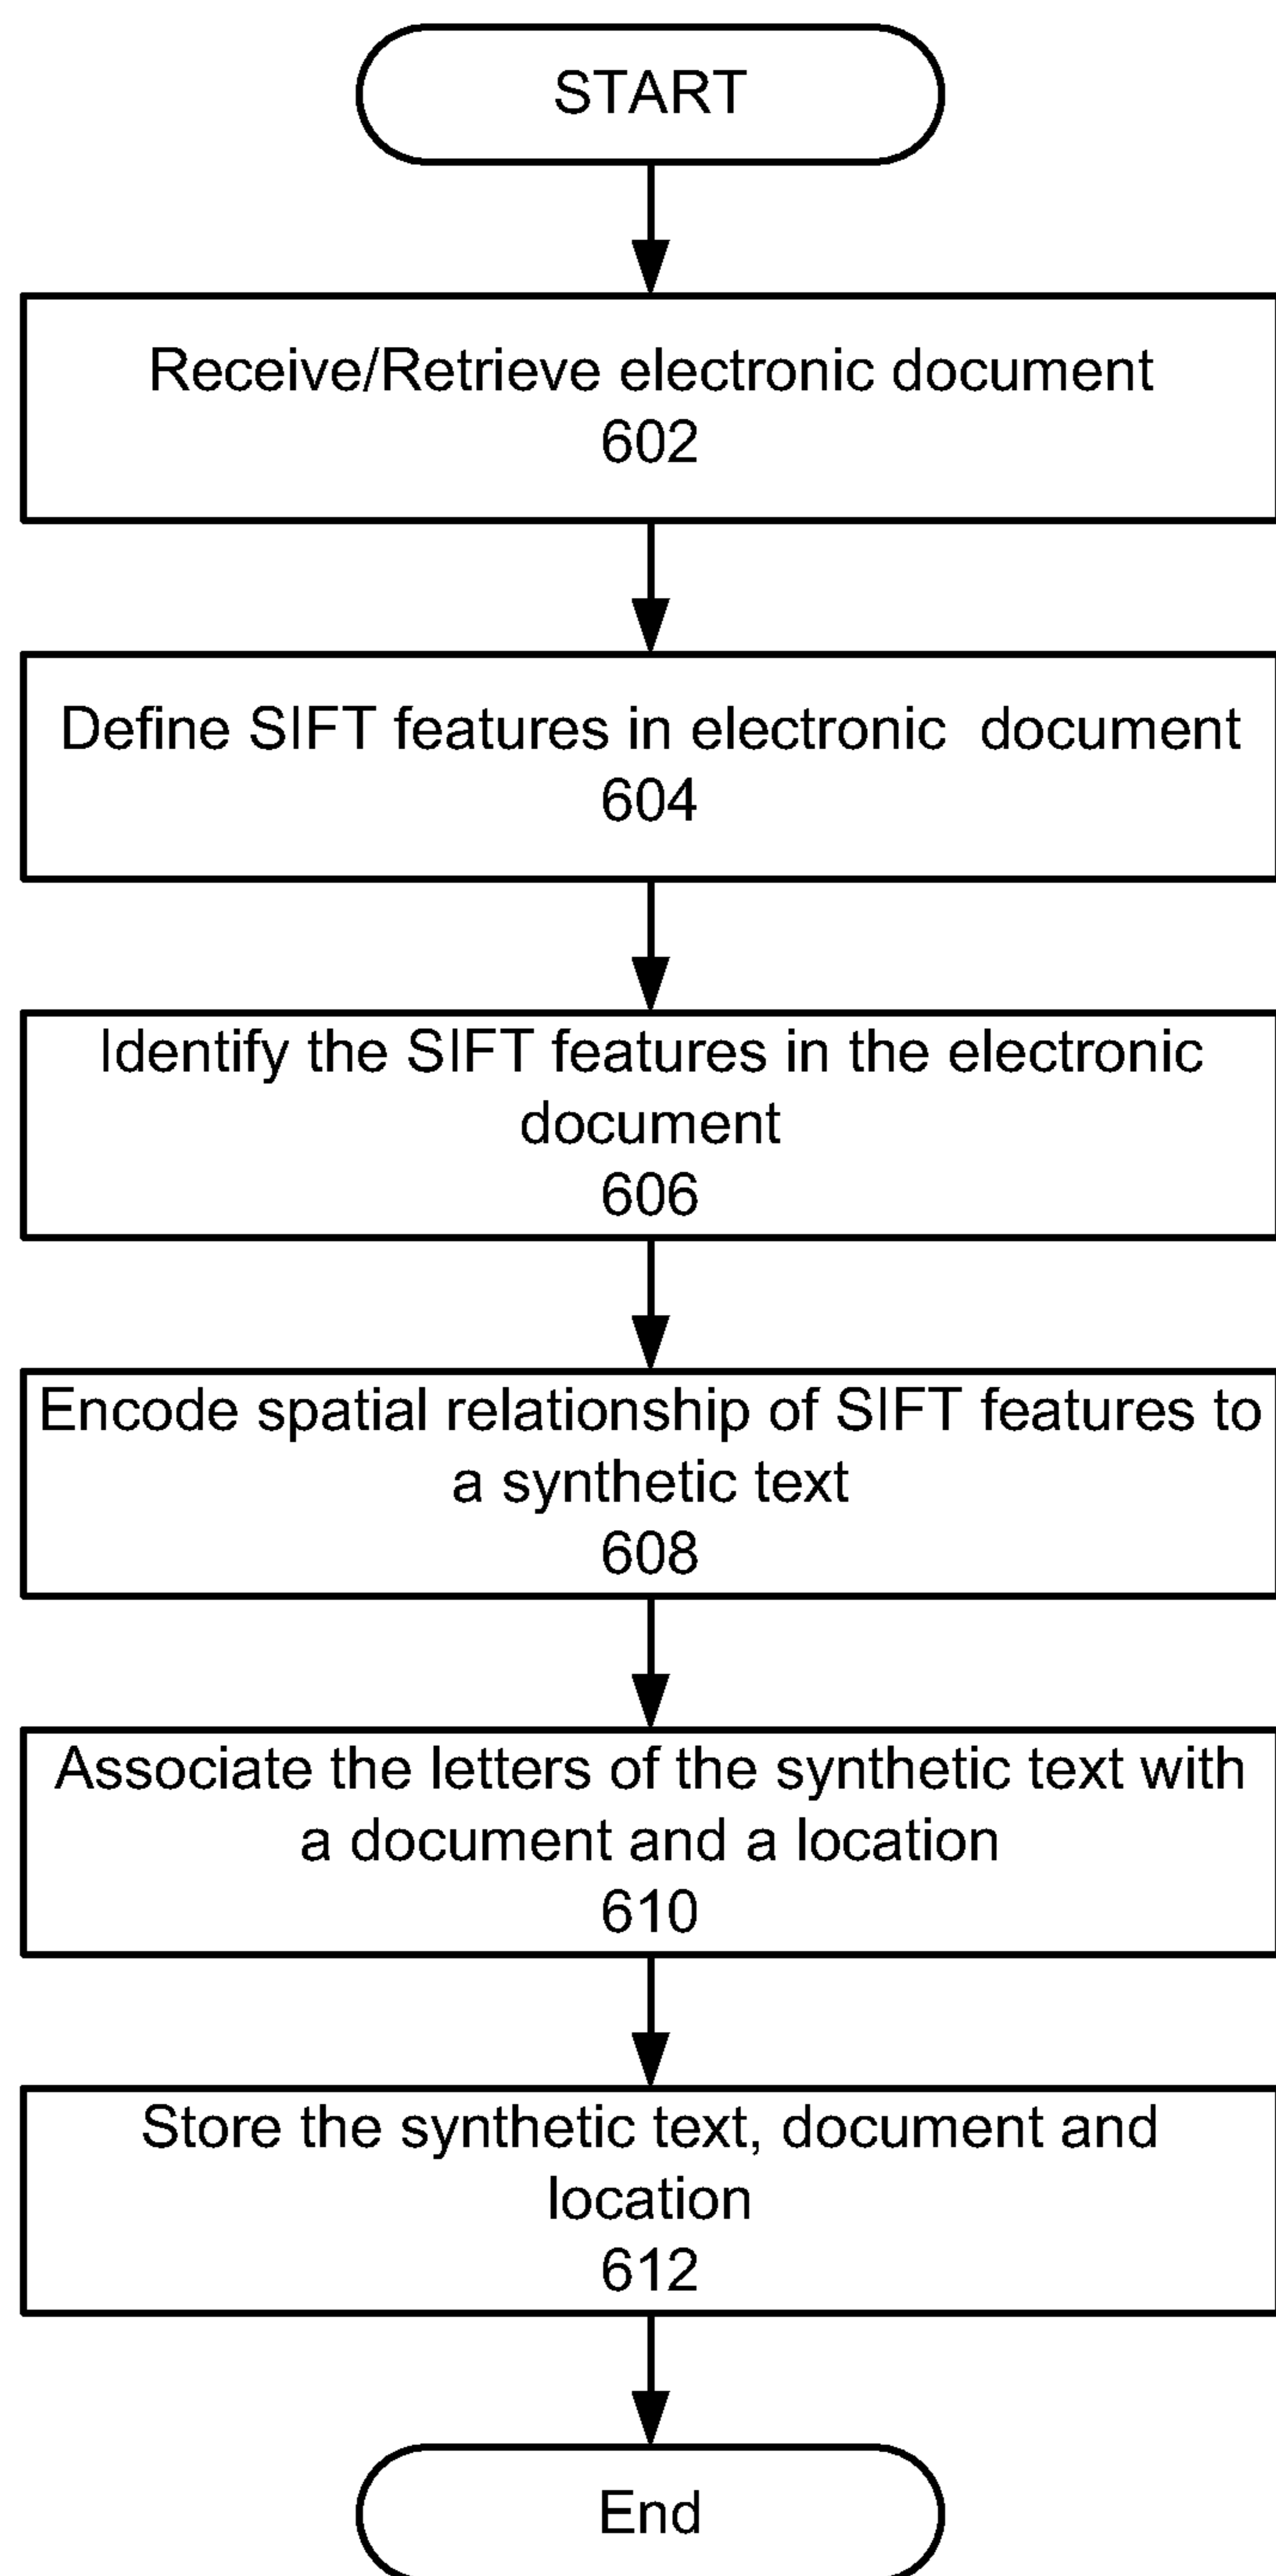 START
Receive/Retrieve electronic document
602
Define SIFT features in electronic  document
604
Identify the SIFT features in the electronic
document
606
Encode spatial relationship of SIFT features to
a synthetic text
608
Associate the letters of the synthetic text with
a document and a location
610
Store the synthetic text, document and
location
612
End